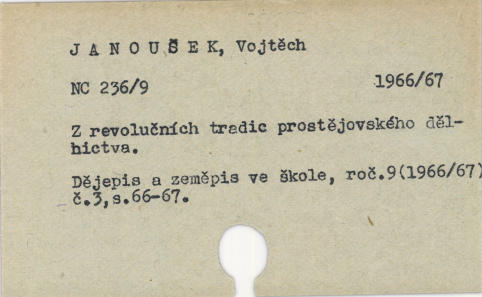 J A N O U Š E K, Vojtěch
NC 236/9 1966/67
Z revolučních tradic prostějovského děl-
nictva.
Dějepis a zeměpis ve škole, roč.9(1966/67)
č.3,s.66-67.